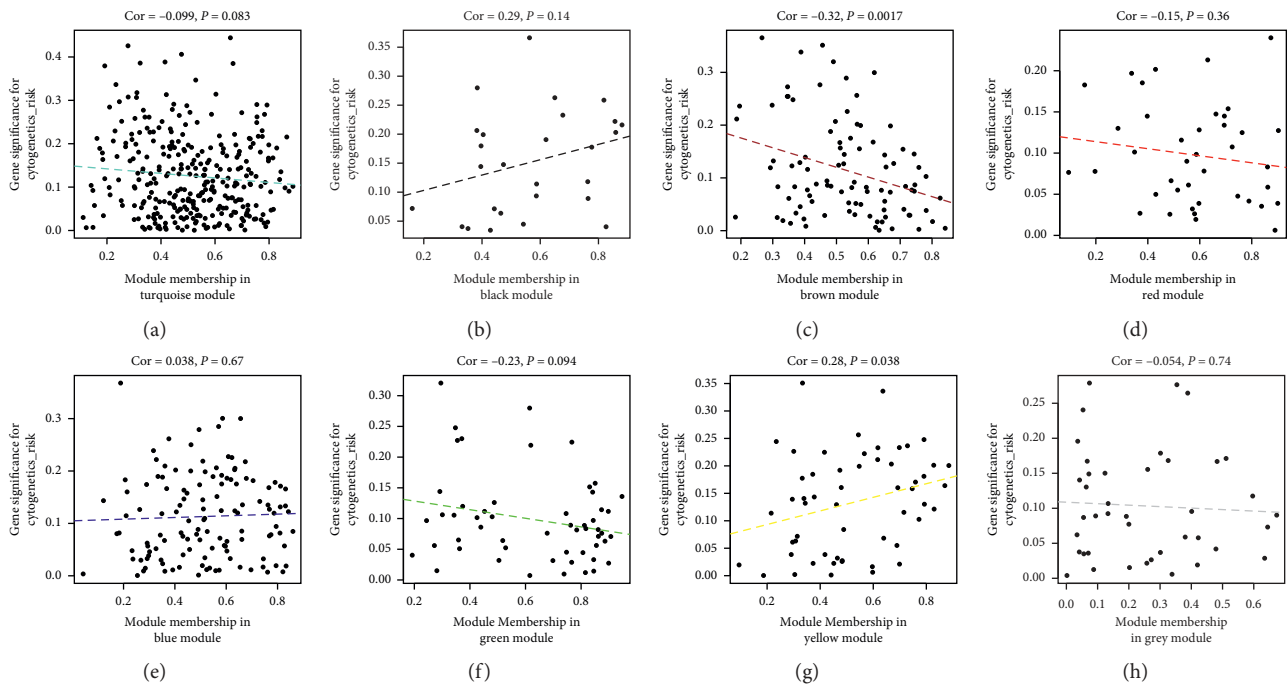 Cor = –0.099, P = 0.083
Gene significance for
cytogenetics_risk
0.4
0.3
0.2
0.1
0.0
0.2 0.4 0.6 0.8
Module membership in
turquoise module
(a)
Cor = 0.29, P = 0.14
Gene significance for
cytogenetics_risk
0.35
0.30
0.25
0.20
0.15
0.10
0.05
0.2 0.4 0.6 0.8
Module membership in
black module
(b)
Cor = –0.32, P = 0.0017
Gene significance for
cytogenetics_risk
0.3
0.2
0.1
0.0
0.2 0.3 0.4 0.5 0.6 0.7 0.8
Module membership in
brown module
(c)
Cor = –0.15, P = 0.36
Gene significance for
cytogenetics_risk
0.20
0.15
0.10
0.05
0.00
0.2 0.4 0.6 0.8
Module membership in
red module
(d)
Cor = 0.038, P = 0.67
Gene significance for
cytogenetics_risk
0.3
0.2
0.1
0.0
0.2 0.4 0.6 0.8
Module membership in
blue module
(e)
Cor = –0.23, P = 0.094
Gene significance for
cytogenetics_risk
0.30
0.25
0.20
0.15
0.10
0.05
0.00
0.2 0.4 0.6 0.8
Module Membership in
green module
(f)
Cor = 0.28, P = 0.038
Gene significance for
cytogenetics_risk
0.35
0.30
0.25
0.20
0.15
0.10
0.05
0.00
0.2 0.4 0.6 0.8
Module Membership in
yellow module
(g)
Cor = –0.054, P = 0.74
Gene significance for
cytogenetics_risk
0.25
0.20
0.15
0.10
0.05
0.00
0.0 0.1 0.2 0.3 0.4 0.5 0.6
Module membership
in grey module
(h)